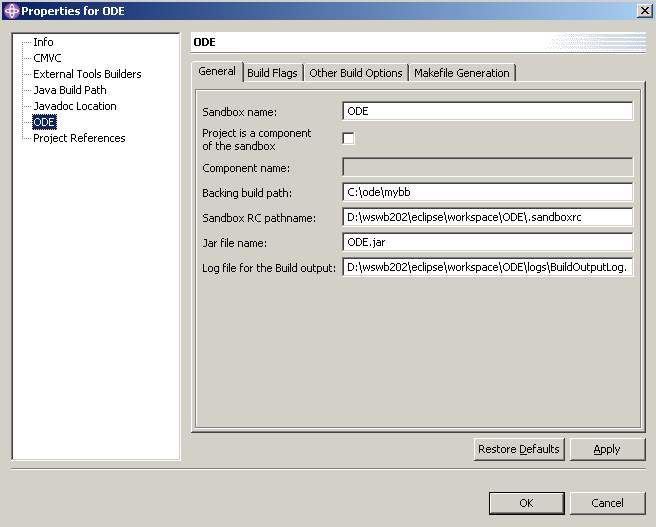 Properties for ODE
Info
CMVC
External Tools Builders
Java Build Path
Javadoc Location
ODE
Project References
ODE
General
Build Flags
Other Build Options
Makefile Generation
Sandbox name:
ODE
Project is a component
of the sandbox
Component name:
Backing build path:
C:\ode\mybb
Sandbox RC pathname:
D:\wswb202\eclipse\workspace\ODE\.sandboxrc
Jar file name:
ODE.jar
Log file for the Build output:
D:\wswb202\eclipse\workspace\ODE\logs\BuildOutputLog.
Restore Defaults
Apply
OK
Cancel